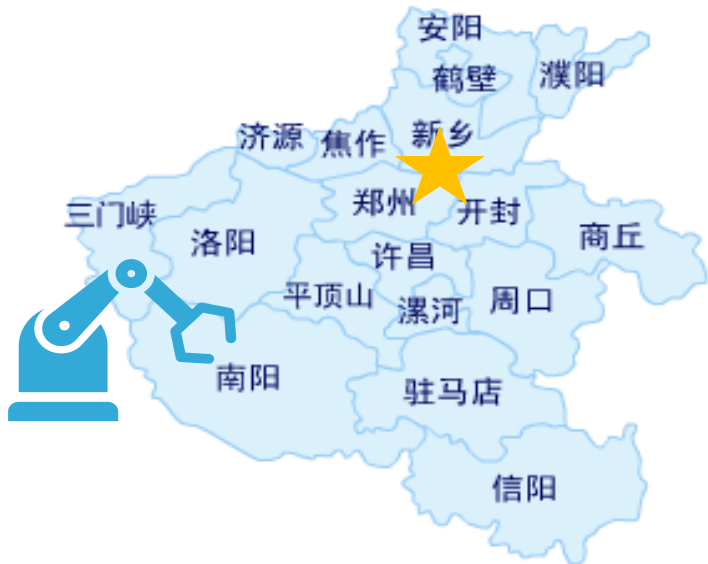 安阳
鹤壁
濮阳
新乡
济源
焦作
三门峡
郑州
开封
洛阳
商丘
许昌
平顶山
漯河
周口
南阳
驻马店
信阳